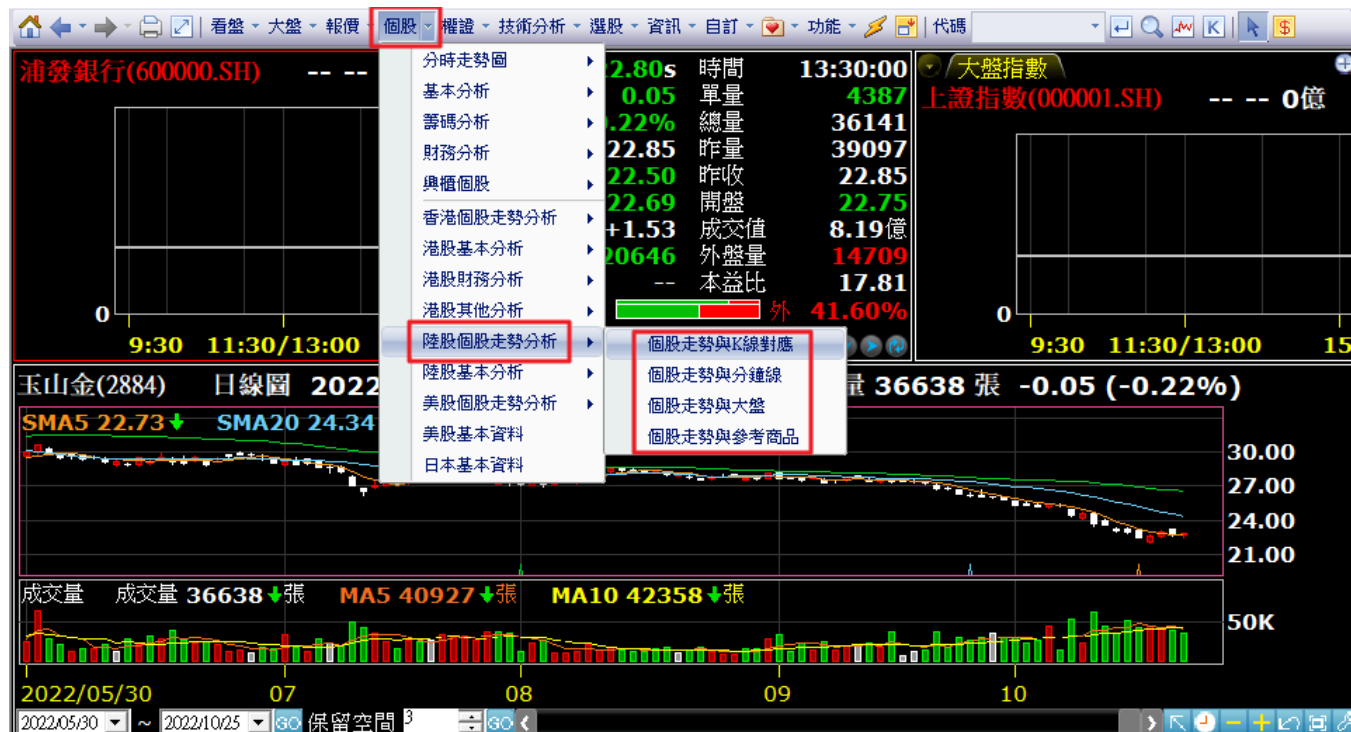 看盤 大盤 報價 個股 權證 技術分析 選股 資訊 自訂 功能 代碼
浦發銀行(600000.SH) -- --
0
9:30 11:30/13:00
分時走勢圖
基本分析
籌碼分析
財務分析
興櫃個股
香港個股走勢分析
港股基本分析
港股財務分析
港股其他分析
陸股個股走勢分析
陸股基本分析
美股個股走勢分析
美股基本資料
日本基本資料
個股走勢與K線對應
個股走勢與分鐘線
個股走勢與大盤
個股走勢與參考商品
2.80s 時間 13:30:00
0.05 單量 4387
.22% 總量 36141
22.85 昨量 39097
22.50 昨收 22.85
22.69 開盤 22.75
+1.53 成交值 8.19億
20646 外盤量 14709
-- 本益比 17.81
外 41.60%
大盤指數
上證指數(000001.SH) -- -- 0億
0
9:30 11:30/13:00 15
玉山金(2884) 日線圖 2022 量 36638 張 -0.05 (-0.22%)
SMA5 22.73 SMA20 24.34
30.00
27.00
24.00
21.00
成交量 成交量 36638 張 MA5 40927 張 MA10 42358 張
50K
2022/05/30 07 08 09 10
2022/05/30 ~ 2022/10/25 GO 保留空間 3 GO